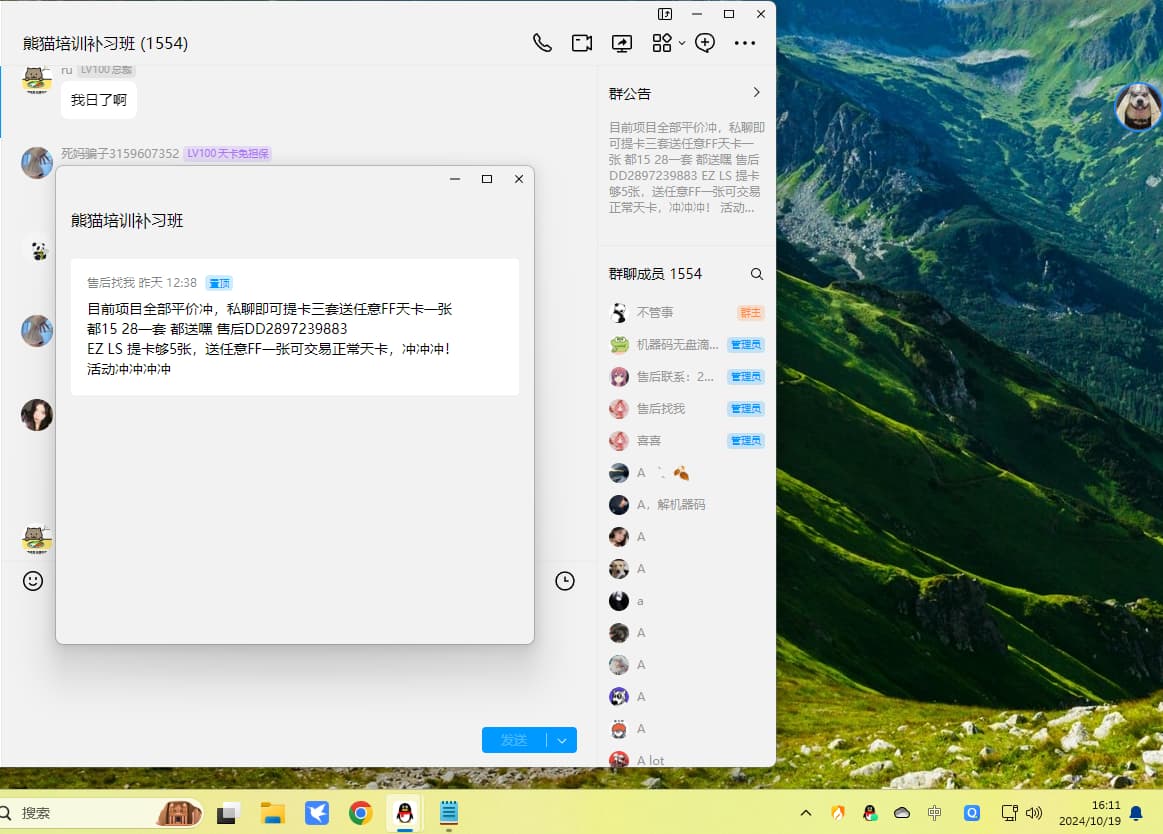 熊猫培训补习班 (1554)
ru LV100 总瓢
我日了啊
死妈骗子3159607352 LV100 天卡免担保
熊猫培训补习班
售后找我 昨天 12:38 置顶
目前项目全部平价冲，私聊即可提卡三套送任意FF天卡一张
都15 28一套 都送嘿 售后DD2897239883
EZ LS 提卡够5张，送任意FF一张可交易正常天卡，冲冲冲！
活动冲冲冲冲
发送
群公告
目前项目全部平价冲，私聊即
可提卡三套送任意FF天卡一
张 都15 28一套 都送嘿 售后
DD2897239883 EZ LS 提卡
够5张，送任意FF一张可交易
正常天卡，冲冲冲！ 活动...
群聊成员 1554
不管事 群主
机器码无盘滴... 管理员
售后联系：2... 管理员
售后找我 管理员
喜喜 管理员
A
A，解机器码
A
A
a
A
A
A
A
A lot
搜索
中
16:11
2024/10/19